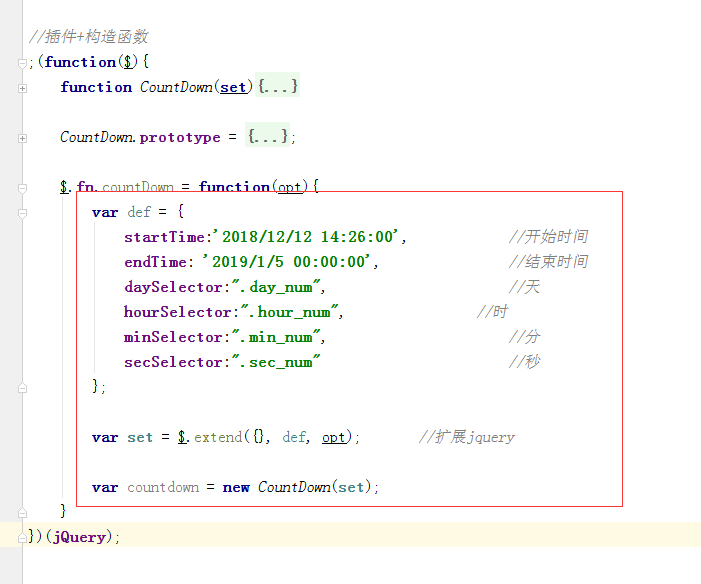 //插件+构造函数
;(function($){
function CountDown(set){...}
CountDown.prototype = {...};
$.fn.countDown = function(opt){
var def = {
startTime:'2018/12/12 14:26:00', //开始时间
endTime: '2019/1/5 00:00:00', //结束时间
daySelector:".day_num", //天
hourSelector:".hour_num", //时
minSelector:".min_num", //分
secSelector:".sec_num" //秒
};
var set = $.extend({}, def, opt); //扩展jquery
var countdown = new CountDown(set);
}
})(jQuery);